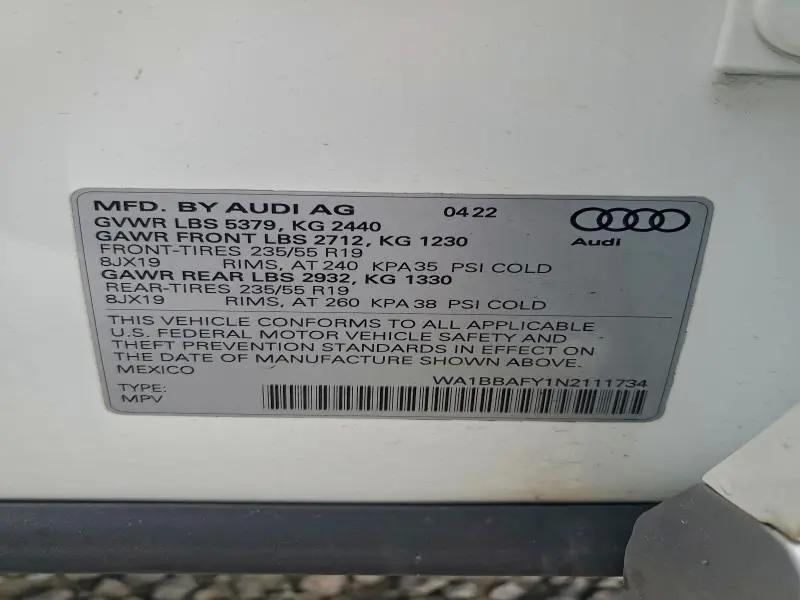 MFD. BY AUDI AG 04 22
GVWR LBS 5379, KG 2440
GAWR FRONT LBS 2712, KG 1230
FRONT-TIRES 235/55 R19
8JX19 RIMS, AT 240 KPA 35 PSI COLD
GAWR REAR LBS 2932, KG 1330
REAR-TIRES 235/55 R19
8JX19 RIMS, AT 260 KPA 38 PSI COLD
Audi
THIS VEHICLE CONFORMS TO ALL APPLICABLE
U.S. FEDERAL MOTOR VEHICLE SAFETY AND
THEFT PREVENTION STANDARDS IN EFFECT ON
THE DATE OF MANUFACTURE SHOWN ABOVE.
MEXICO WA1BBAFY1N2111734
TYPE:
MPV